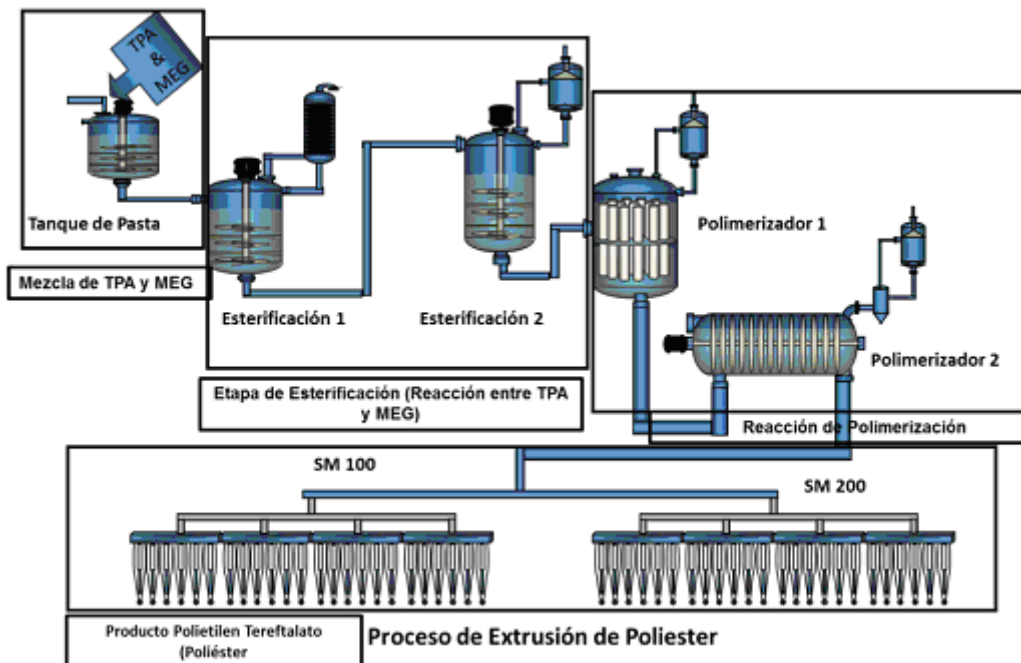 TPA
&
MEG
Tanque de Pasta
Mezcla de TPA y MEG
Esterificación 1
Esterificación 2
Etapa de Esterificación (Reacción entre TPA
y MEG)
Polimerizador 1
Polimerizador 2
Reacción de Polimerización
SM 100
SM 200
Producto Polietilen Tereftalato
(Poliéster
Proceso de Extrusión de Poliester